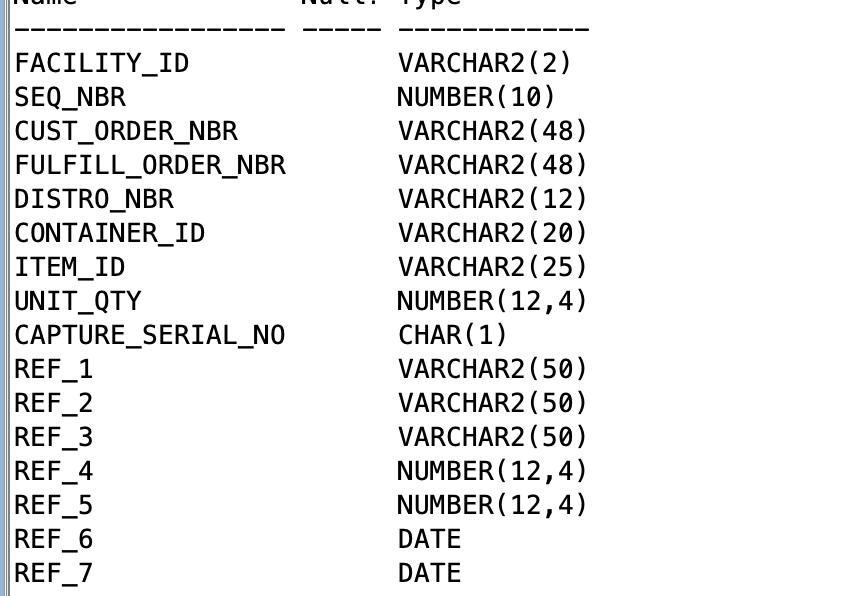 Name                  Null? Type
----------------- ----- ------------
FACILITY_ID             VARCHAR2(2)
SEQ_NBR                 NUMBER(10)
CUST_ORDER_NBR          VARCHAR2(48)
FULFILL_ORDER_NBR       VARCHAR2(48)
DISTRO_NBR              VARCHAR2(12)
CONTAINER_ID            VARCHAR2(20)
ITEM_ID                 VARCHAR2(25)
UNIT_QTY                NUMBER(12,4)
CAPTURE_SERIAL_NO       CHAR(1)
REF_1                   VARCHAR2(50)
REF_2                   VARCHAR2(50)
REF_3                   VARCHAR2(50)
REF_4                   NUMBER(12,4)
REF_5                   NUMBER(12,4)
REF_6                   DATE
REF_7                   DATE